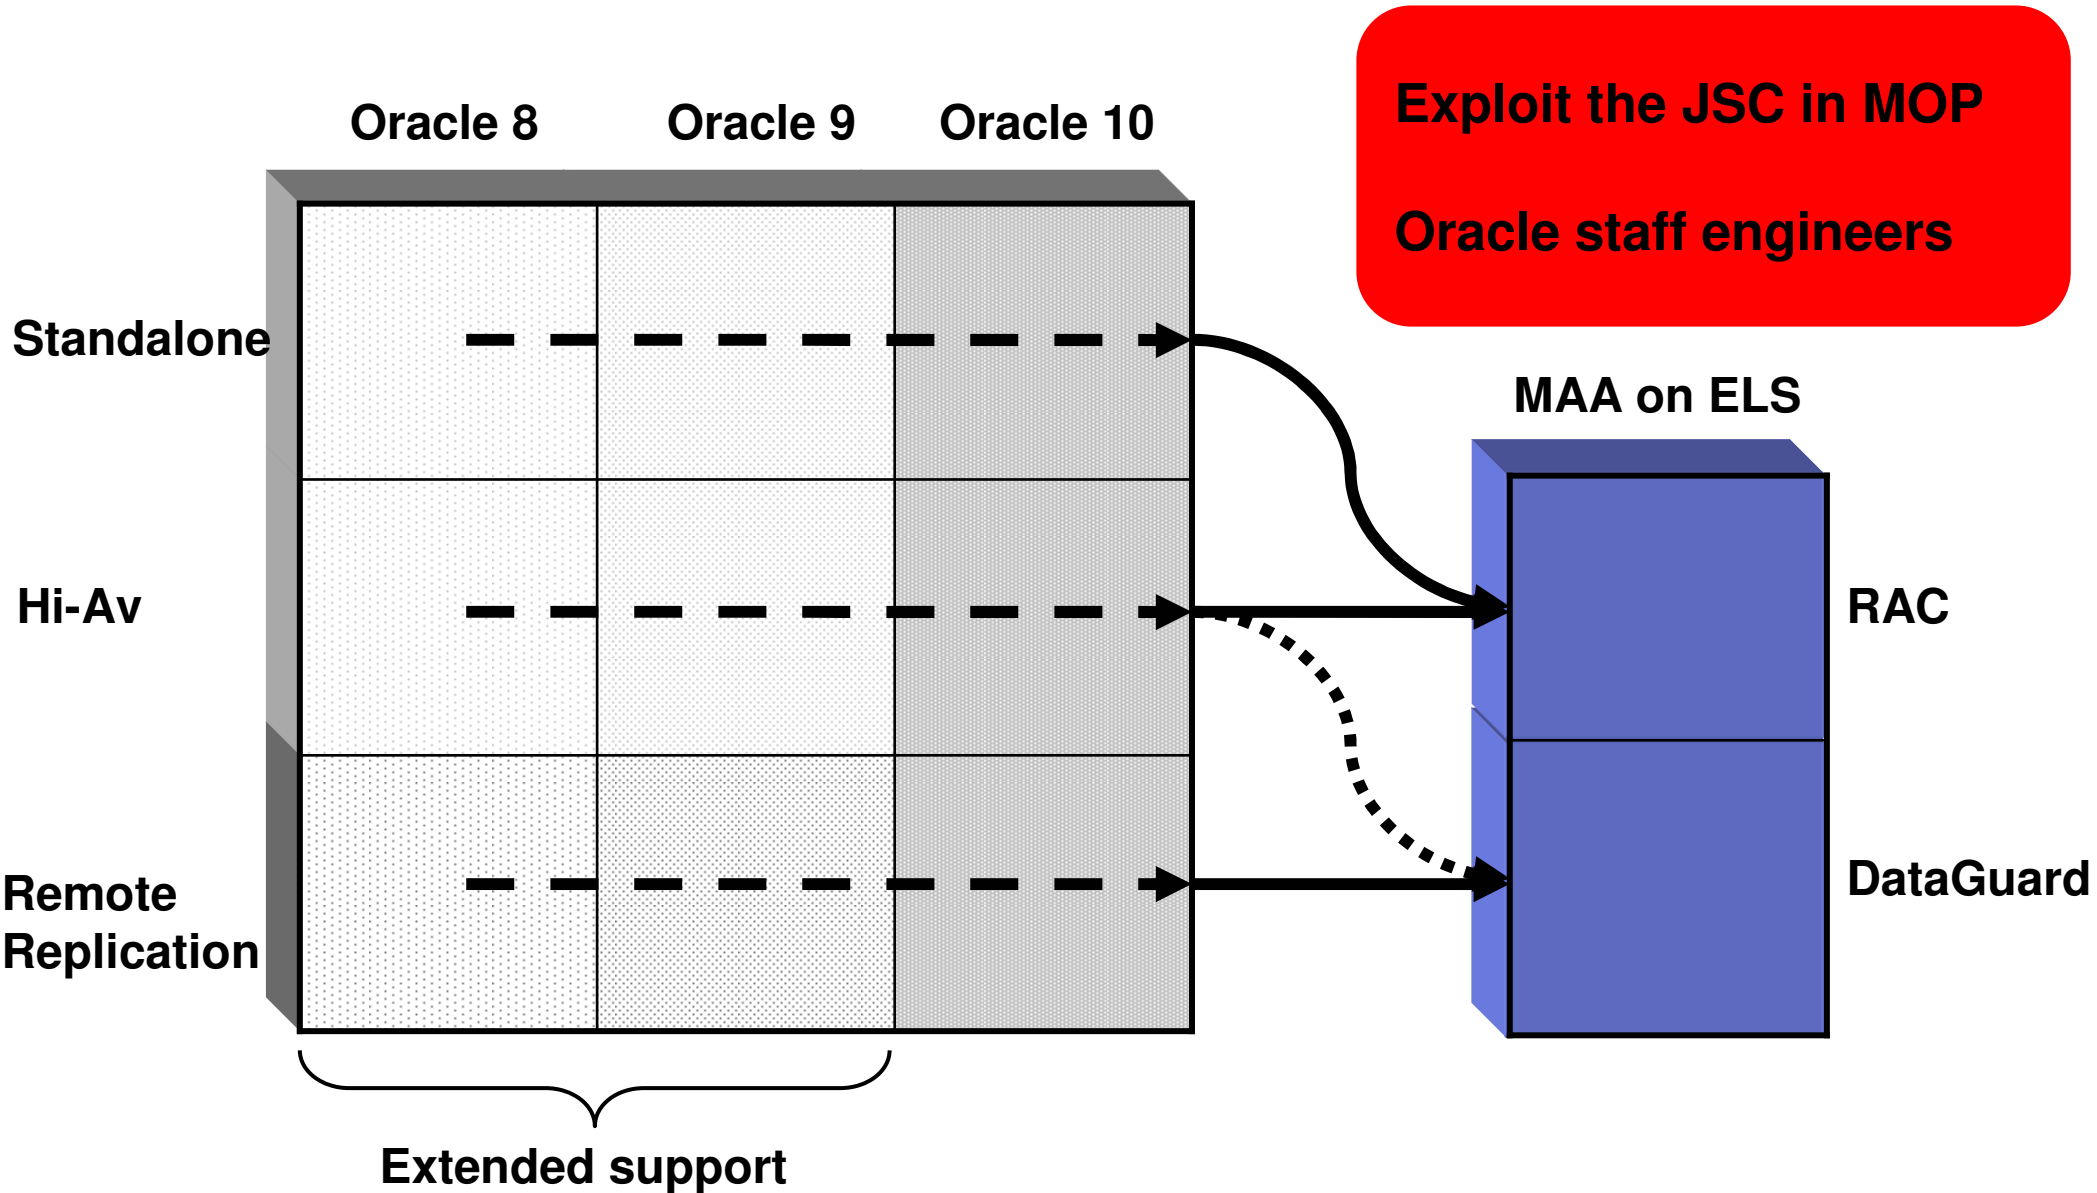 Exploit the JSC in MOP
Oracle staff engineers
Oracle 8
Oracle 9
Oracle 10
Standalone
Hi-Av
Remote
Replication
MAA on ELS
RAC
DataGuard
Extended support